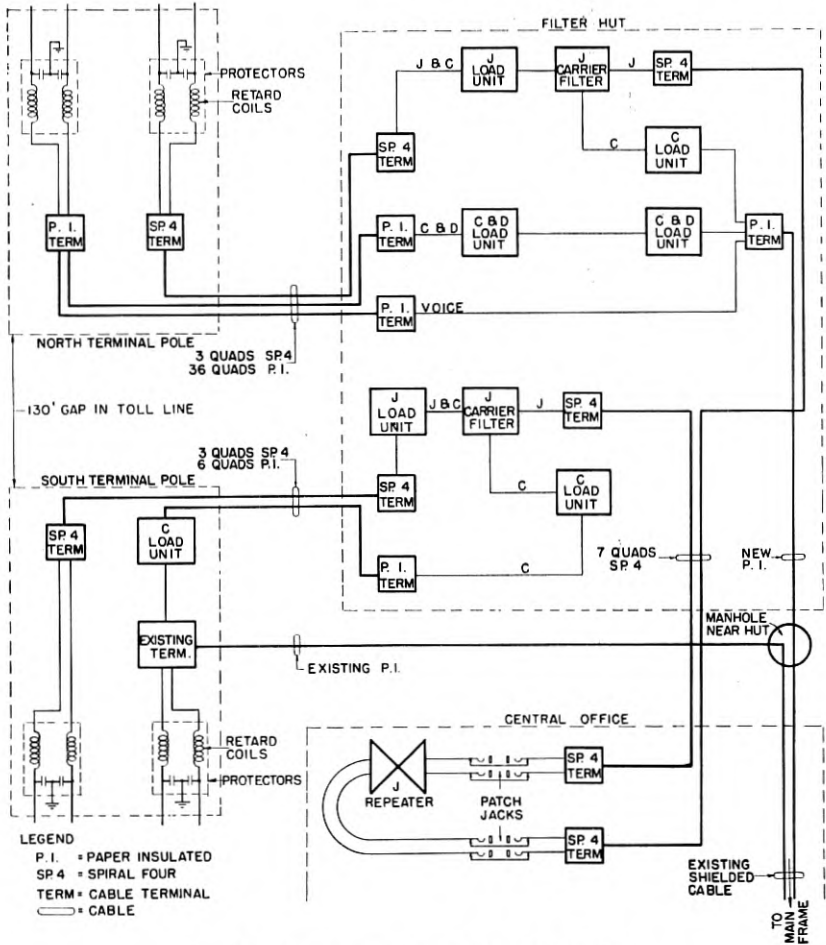 FILTER HUT
PROTECTORS
RETARD
COILS
P. I.
TERM
SP. 4
TERM
NORTH TERMINAL POLE
3 QUADS SP.4
36 QUADS P.I.
130' GAP IN TOLL LINE
J & C
J
LOAD
UNIT
J
CARRIER
FILTER
J
SP. 4
TERM
SP. 4
TERM
C
C
LOAD
UNIT
P. I.
TERM
C & D
C & D
LOAD
UNIT
C & D
LOAD
UNIT
P. I.
TERM
P. I.
TERM
VOICE
3 QUADS SP.4
6 QUADS P.I.
SOUTH TERMINAL POLE
J
LOAD
UNIT
J&C
J
CARRIER
FILTER
J
SP. 4
TERM
SP. 4
TERM
C
C
LOAD
UNIT
P. I.
TERM
C
7 QUADS
SP. 4
NEW
P. I.
SP. 4
TERM
C
LOAD
UNIT
EXISTING
TERM.
EXISTING P.I.
MANHOLE
NEAR HUT
RETARD
COILS
PROTECTORS
CENTRAL OFFICE
J
REPEATER
PATCH
JACKS
SP. 4
TERM
SP. 4
TERM
EXISTING
SHIELDED
CABLE
TO
MAIN
FRAME
LEGEND
P. I. = PAPER INSULATED
SP. 4 = SPIRAL FOUR
TERM = CABLE TERMINAL
= CABLE